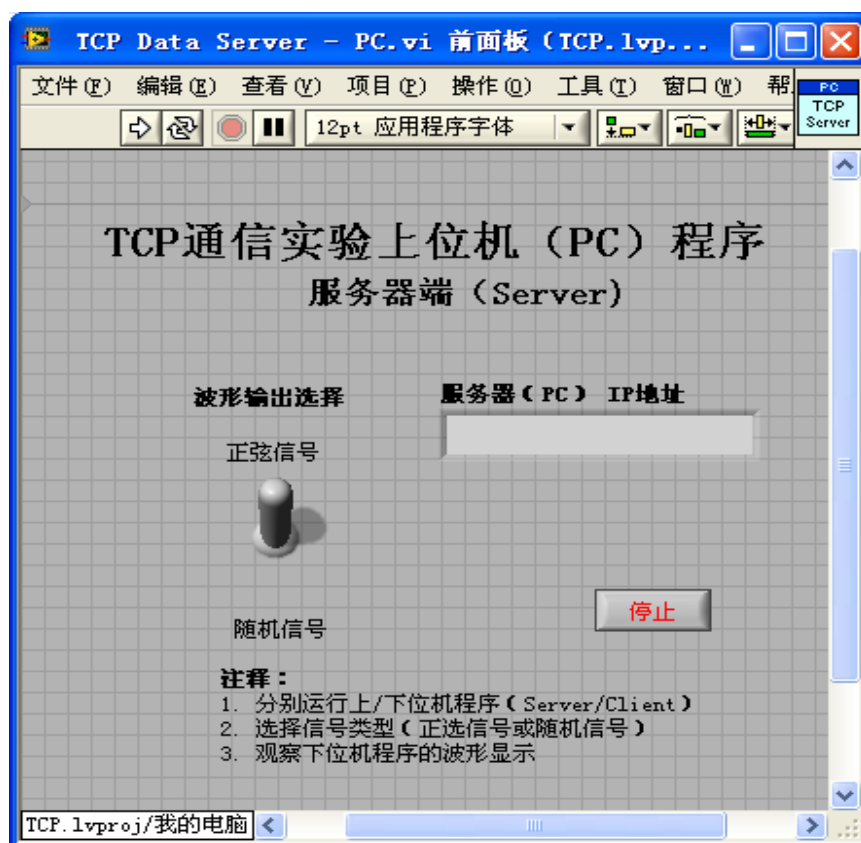 TCP Data Server - PC.vi 前面板 (TCP.lvp...
文件(F) 编辑(E) 查看(V) 项目(P) 操作(O) 工具(T) 窗口(W) 帮
PC
TCP
Server
12pt 应用程序字体
TCP通信实验上位机（PC）程序
服务器端（Server）
波形输出选择
服务器（PC） IP地址
正弦信号
随机信号
停止
注释：
1. 分别运行上/下位机程序（Server/Client）
2. 选择信号类型（正选信号或随机信号）
3. 观察下位机程序的波形显示
TCP.lvproj/我的电脑